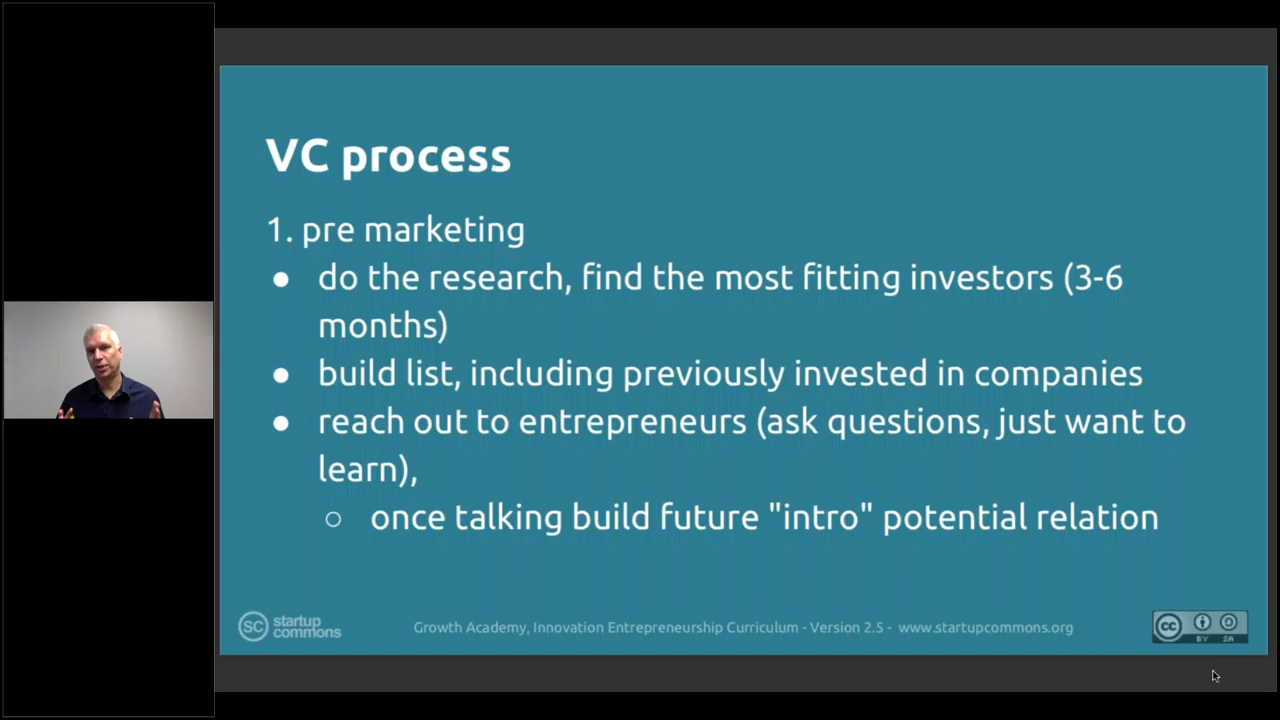 VC process
1. pre marketing
● do the research, find the most fitting investors (3-6
months)
● build list, including previously invested in companies
● reach out to entrepreneurs (ask questions, just want to
learn),
○ once talking build future "intro" potential relation
SC startup
commons
Growth Academy, Innovation Entrepreneurship Curriculum - Version 2.5 - www.startupcommons.org
cc
BY SA